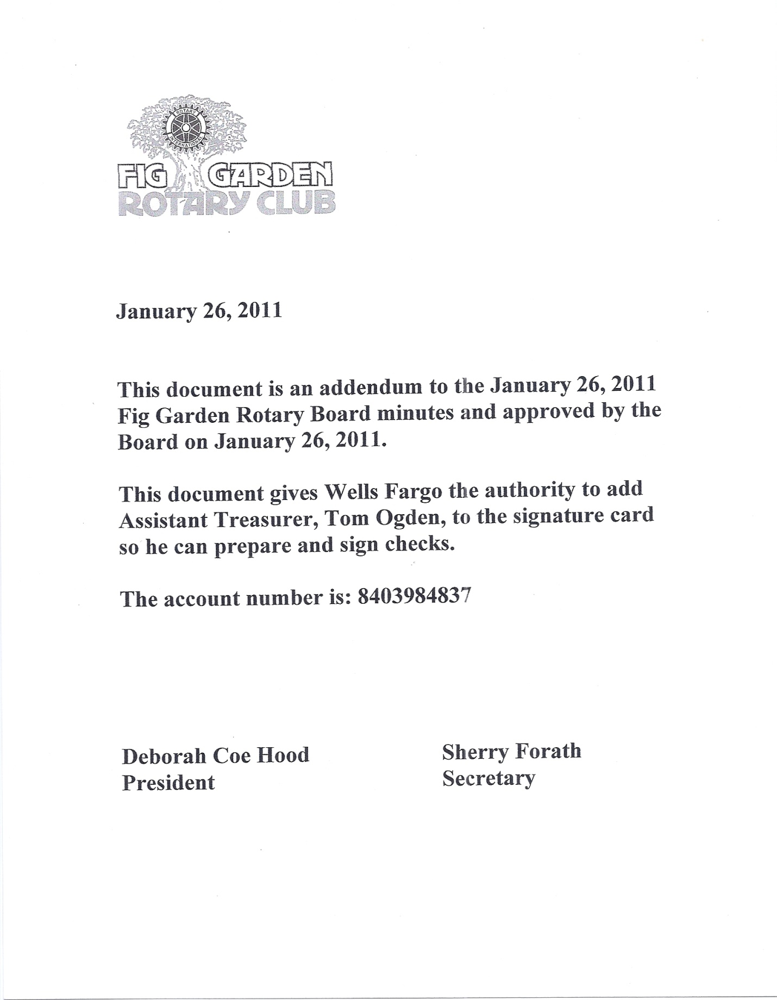 ROTARY
INTERNATIONAL
FIG GARDEN
ROTARY CLUB
January 26, 2011
This document is an addendum to the January 26, 2011
Fig Garden Rotary Board minutes and approved by the
Board on January 26, 2011.
This document gives Wells Fargo the authority to add
Assistant Treasurer, Tom Ogden, to the signature card
so he can prepare and sign checks.
The account number is: 8403984837
Deborah Coe Hood
President
Sherry Forath
Secretary